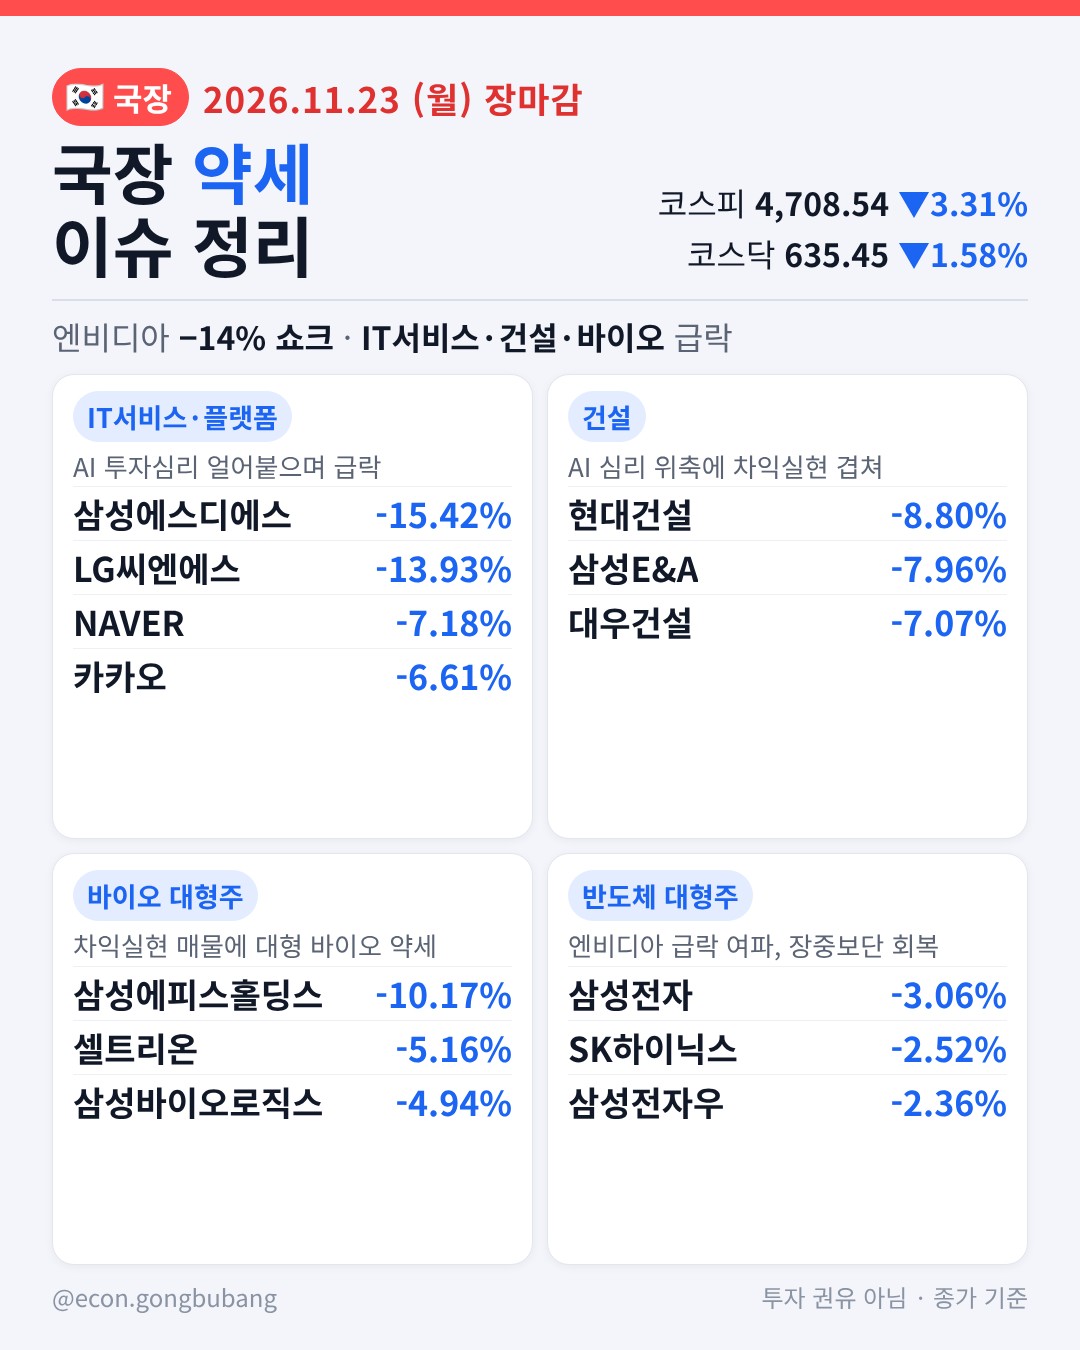 🇰🇷 국장 2026.11.23 (월) 장마감
국장 약세
이슈 정리
코스피 4,708.54 ▼3.31%
코스닥 635.45 ▼1.58%
엔비디아 −14% 쇼크 · IT서비스·건설·바이오 급락
IT서비스·플랫폼
AI 투자심리 얼어붙으며 급락
삼성에스디에스 -15.42%
LG씨엔에스 -13.93%
NAVER -7.18%
카카오 -6.61%
건설
AI 심리 위축에 차익실현 겹쳐
현대건설 -8.80%
삼성E&A -7.96%
대우건설 -7.07%
바이오 대형주
차익실현 매물에 대형 바이오 약세
삼성에피스홀딩스 -10.17%
셀트리온 -5.16%
삼성바이오로직스 -4.94%
반도체 대형주
엔비디아 급락 여파, 장중보단 회복
삼성전자 -3.06%
SK하이닉스 -2.52%
삼성전자우 -2.36%
@econ.gongbubang
투자 권유 아님 · 종가 기준